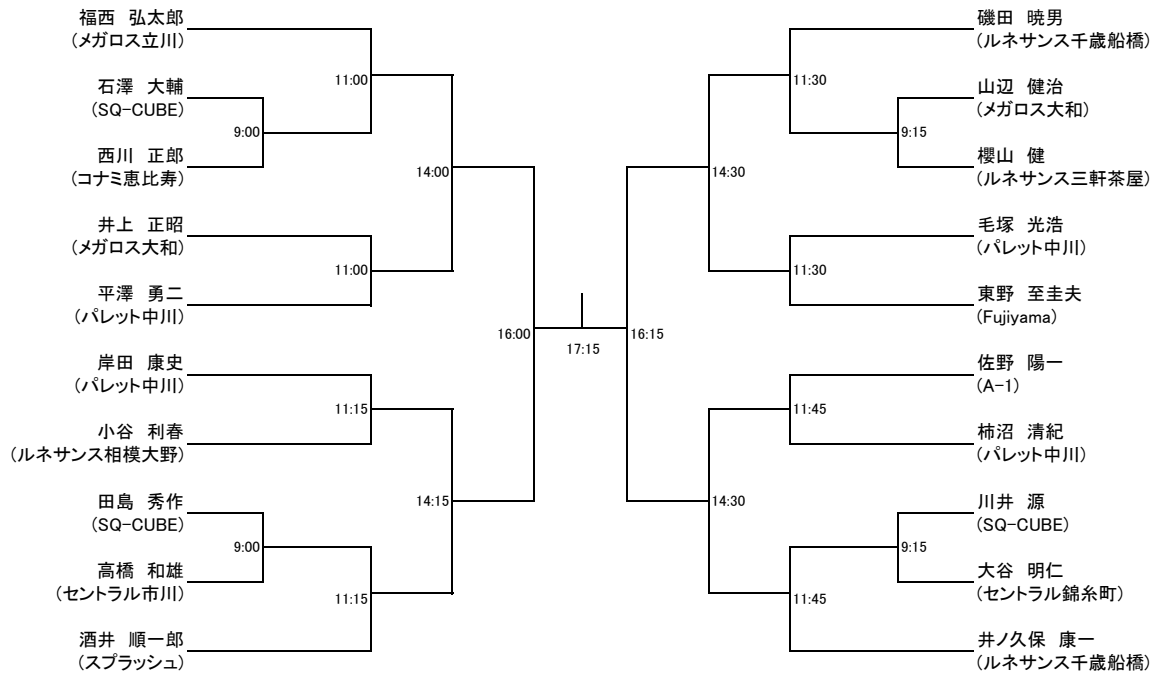 福西 弘太郎
(メガロス立川)
11:00
石澤 大輔
(SQ-CUBE)
9:00
西川 正郎
(コナミ恵比寿)
14:00
井上 正昭
(メガロス大和)
11:00
平澤 勇二
(パレット中川)
16:00
岸田 康史
(パレット中川)
11:15
小谷 利春
(ルネサンス相模大野)
14:15
田島 秀作
(SQ-CUBE)
9:00
高橋 和雄
(セントラル市川)
11:15
酒井 順一郎
(スプラッシュ)
17:15
磯田 暁男
(ルネサンス千歳船橋)
11:30
山辺 健治
(メガロス大和)
9:15
櫻山 健
(ルネサンス三軒茶屋)
14:30
毛塚 光浩
(パレット中川)
11:30
東野 至圭夫
(Fujiyama)
16:15
佐野 陽一
(A-1)
11:45
柿沼 清紀
(パレット中川)
14:30
川井 源
(SQ-CUBE)
9:15
大谷 明仁
(セントラル錦糸町)
11:45
井ノ久保 康一
(ルネサンス千歳船橋)